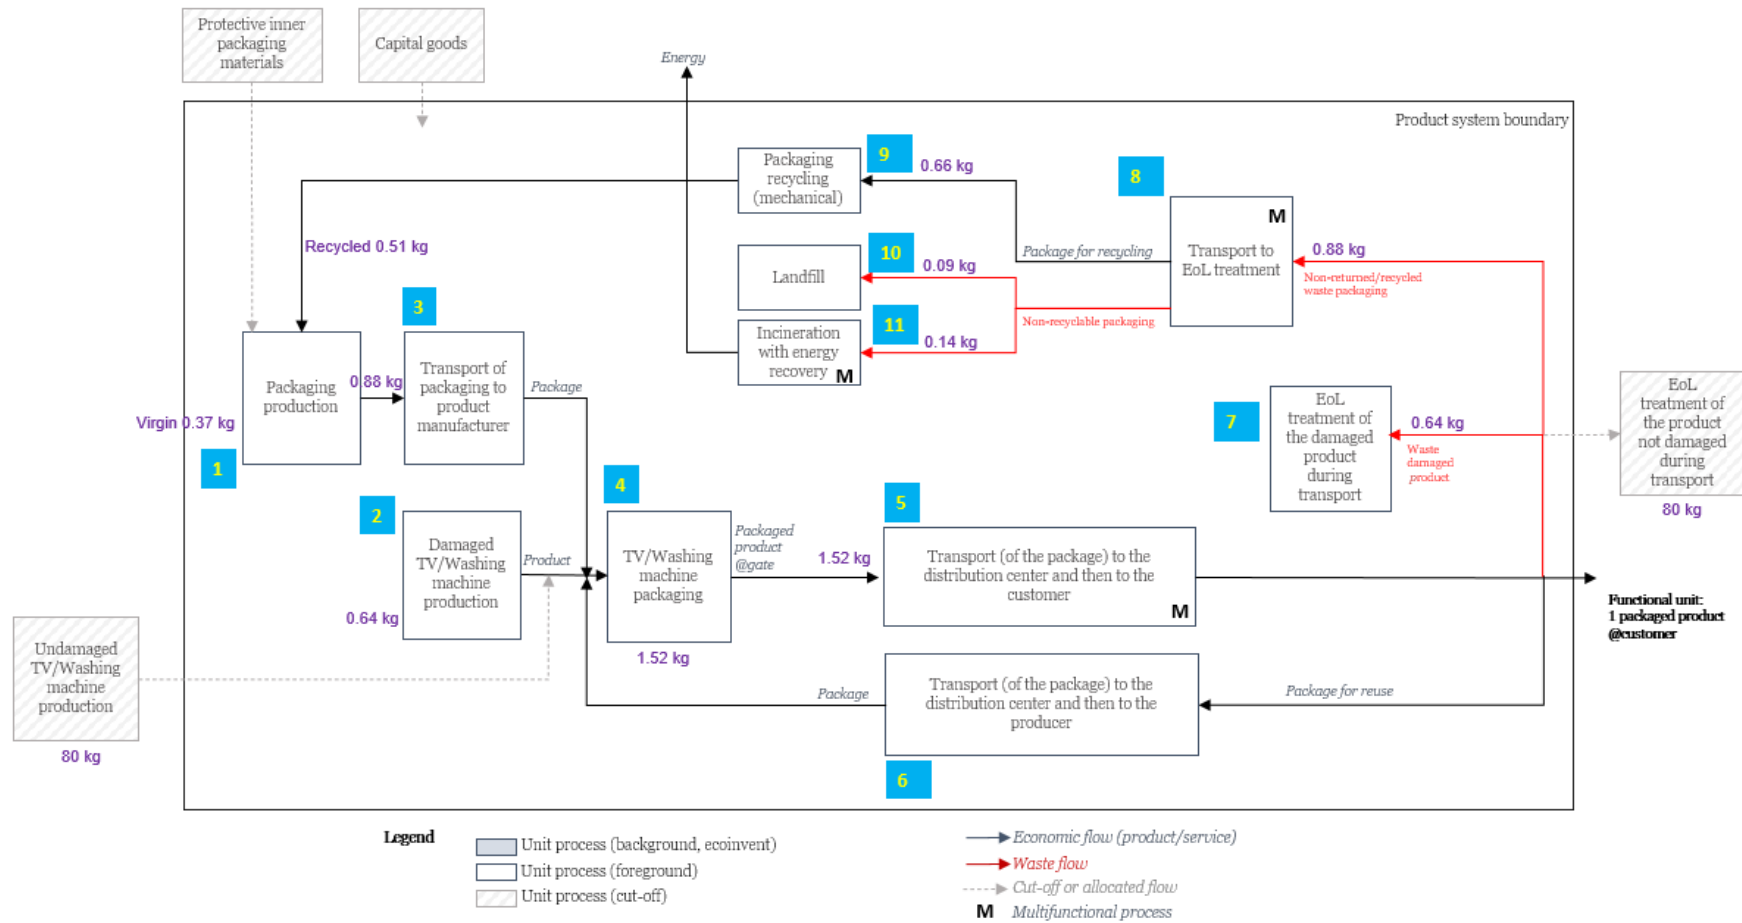 Protective inner
packaging
materials
Capital goods
Energy
Product system boundary
Packaging
recycling
(mechanical)
9
0.66 kg
8
M
Transport to
EoL treatment
0.88 kg
Non-returned/recycled
waste packaging
Recycled 0.51 kg
Package for recycling
10
0.09 kg
Landfill
11
Non-recyclable packaging
0.14 kg
Incineration
with energy
recovery
M
3
Transport of
packaging to
product
manufacturer
Package
0.88 kg
Packaging
production
Virgin 0.37 kg
1
7
EoL
treatment of
the damaged
product
during
transport
0.64 kg
Waste
damaged
product
EoL
treatment of
the product
not damaged
during
transport
80 kg
2
Damaged
TV/Washing
machine
production
0.64 kg
Product
4
TV/Washing
machine
packaging
1.52 kg
Packaged
product
@gate
1.52 kg
5
Transport (of the package) to the
distribution center and then to the
customer
M
Functional unit:
1 packaged product
@customer
Undamaged
TV/Washing
machine
production
80 kg
Package
Transport (of the package) to the
distribution center and then to the
producer
Package for reuse
6
Legend
Unit process (background, ecoinvent)
Unit process (foreground)
Unit process (cut-off)
Economic flow (product/service)
Waste flow
Cut-off or allocated flow
M Multifunctional process